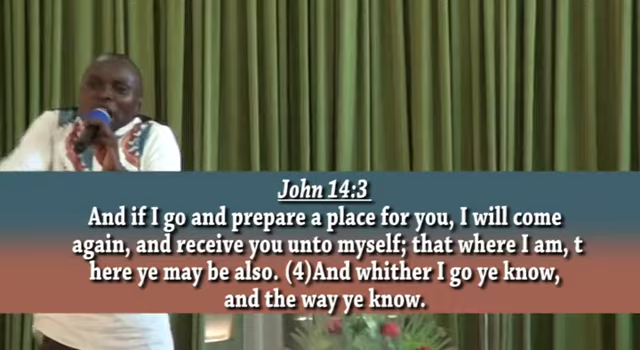 John 14:3
And if I go and prepare a place for you, I will come
again, and receive you unto myself; that where I am, t
here ye may be also. (4)And whither I go ye know,
and the way ye know.